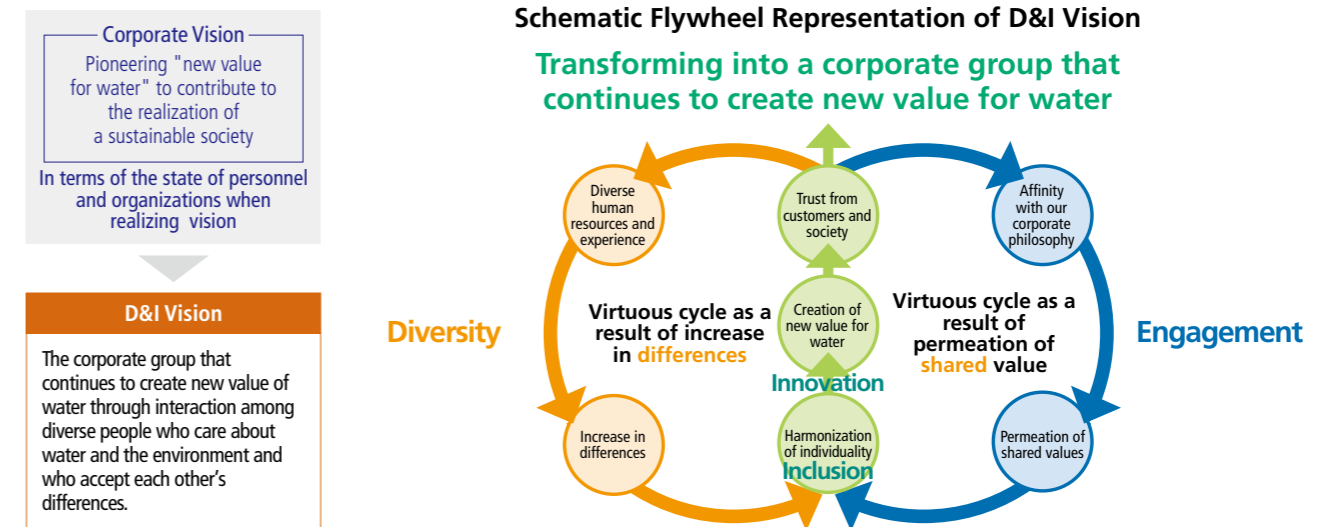 Corporate Vision
Pioneering "new value
for water" to contribute to
the realization of
a sustainable society
In terms of the state of personnel
and organizations when
realizing vision
D&I Vision
The corporate group that
continues to create new value of
water through interaction among
diverse people who care about
water and the environment and
who accept each other's
differences.
Schematic Flywheel Representation of D&I Vision
Transforming into a corporate group that
continues to create new value for water
Diverse
human
resources and
experience
Trust from
customers and
society
Affinity
with our
corporate
philosophy
Diversity
Virtuous cycle as a
result of increase
in differences
Creation of
new value for
water
Innovation
Virtuous cycle as a
result of
permeation of
shared value
Engagement
Increase in
differences
Harmonization
of individuality
Inclusion
Permeation of
shared values